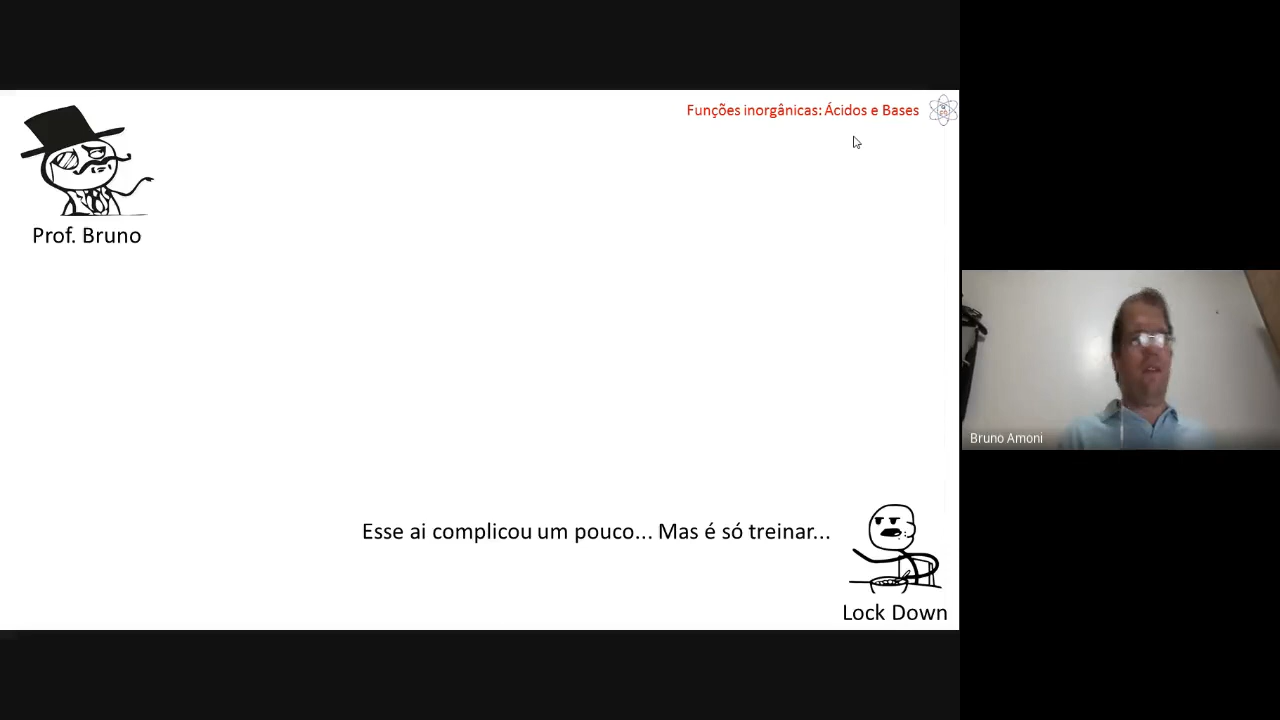 Funções inorgânicas: Ácidos e Bases
Prof. Bruno
Bruno Amoni
Esse ai complicou um pouco... Mas é só treinar...
Lock Down